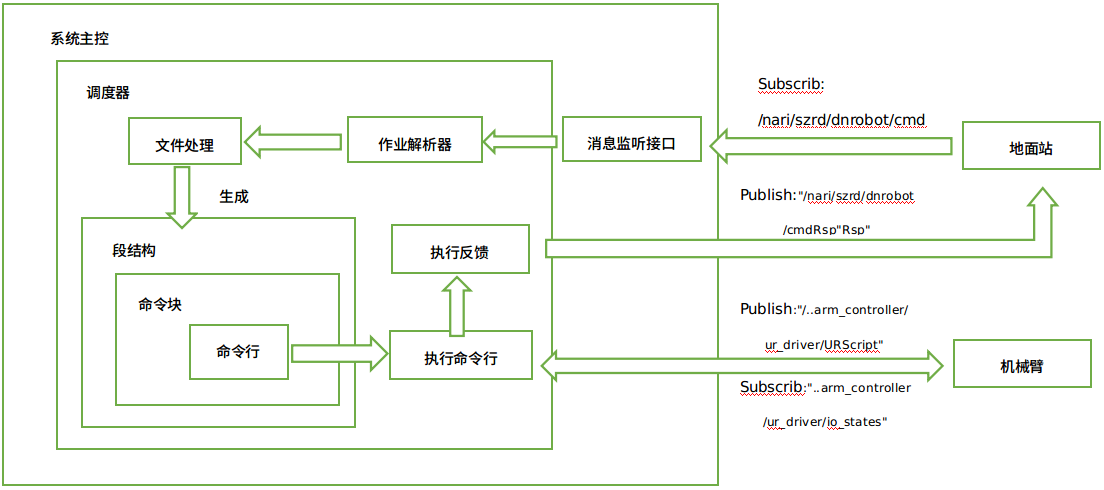 系统主控
调度器
文件处理
作业解析器
消息监听接口
Subscrib:
/nari/szrd/dnrobot/cmd
地面站
生成
Publish:"/nari/szrd/dnrobot
/cmdRsp"Rsp"
段结构
执行反馈
命令块
命令行
执行命令行
Publish:"/..arm_controller/
ur_driver/URScript"
机械臂
Subscrib:"..arm_controller
/ur_driver/io_states"